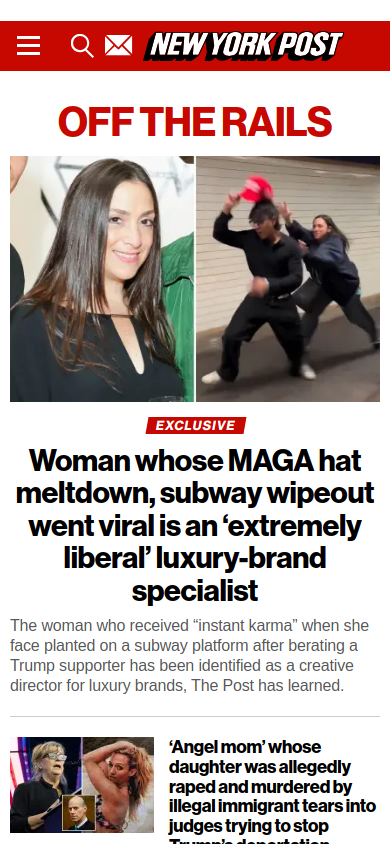 NEW YORK POST
OFF THE RAILS
EXCLUSIVE
Woman whose MAGA hat
meltdown, subway wipeout
went viral is an ‘extremely
liberal’ luxury-brand
specialist
The woman who received “instant karma” when she
face planted on a subway platform after berating a
Trump supporter has been identified as a creative
director for luxury brands, The Post has learned.
‘Angel mom’ whose
daughter was allegedly
raped and murdered by
illegal immigrant tears into
judges trying to stop
Trump’s deportation